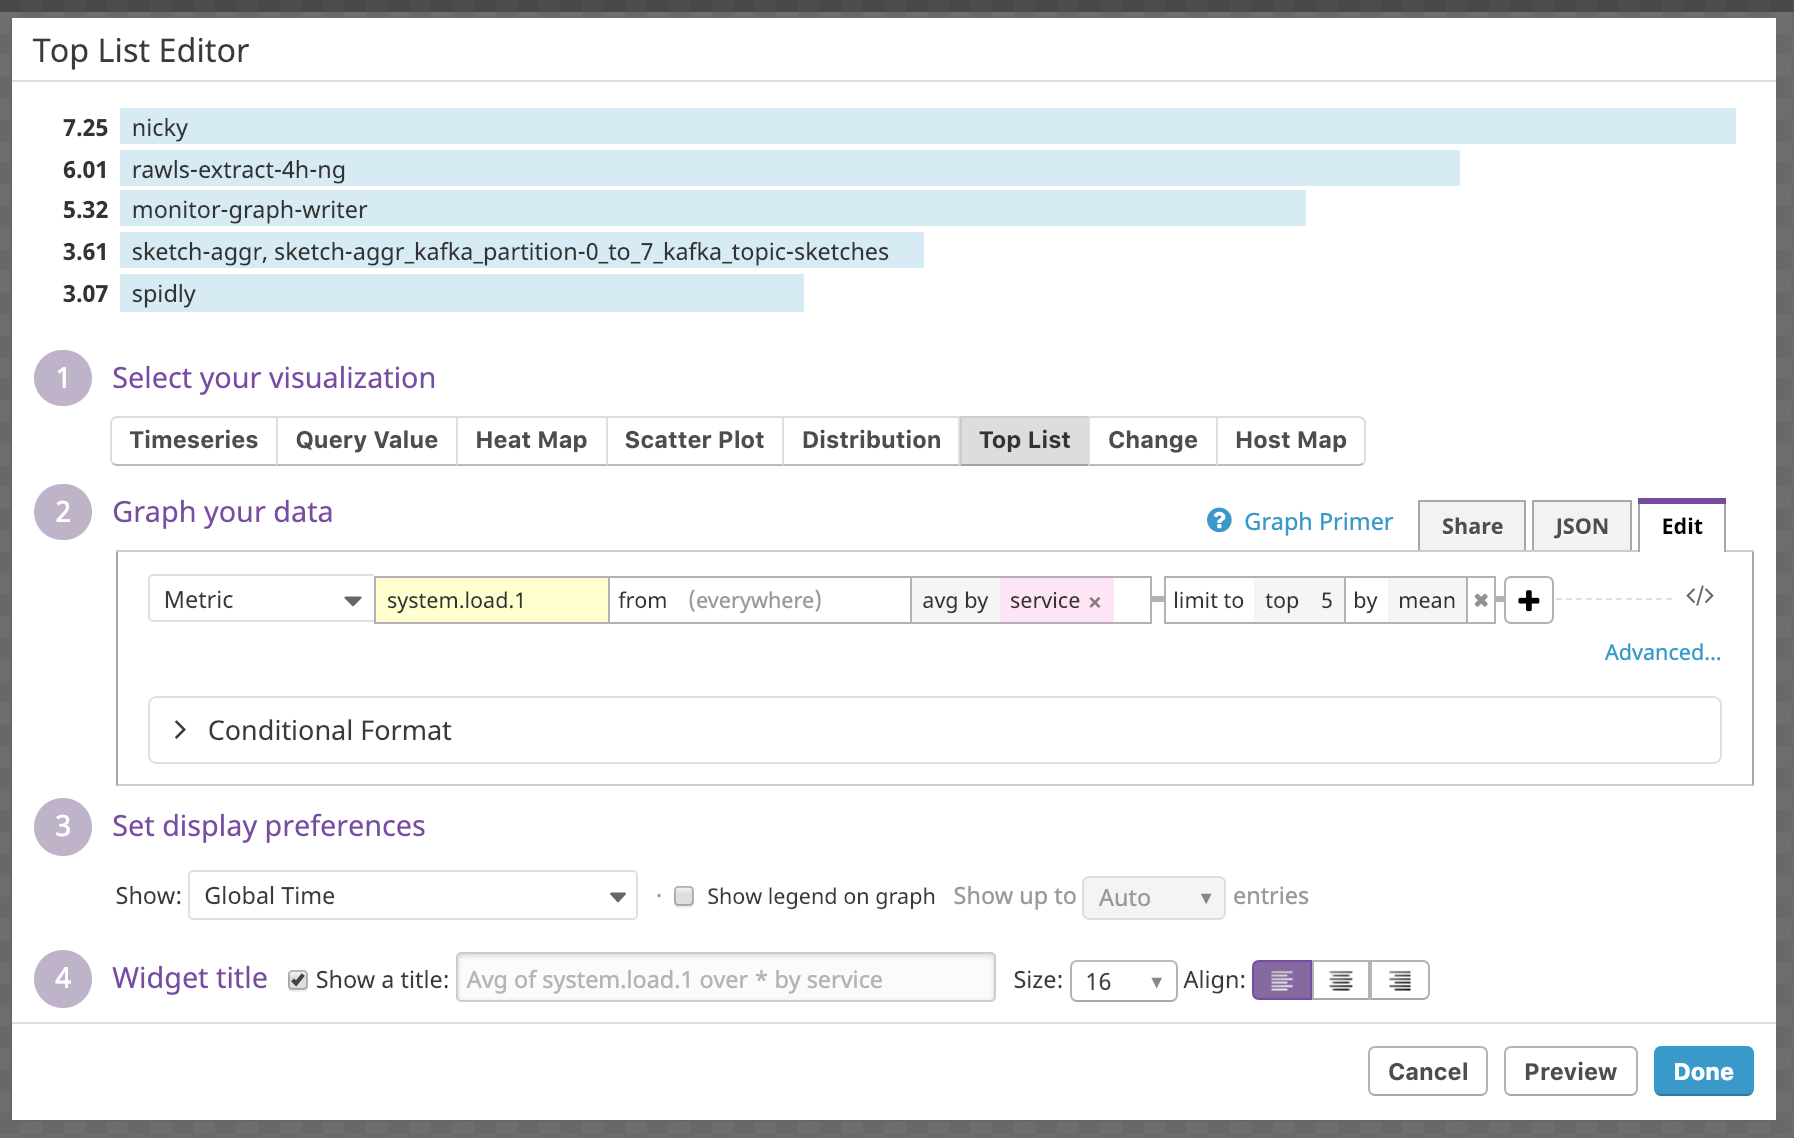 Top List Editor
7.25 nicky
6.01 rawls-extract-4h-ng
5.32 monitor-graph-writer
3.61 sketch-aggr, sketch-aggr_kafka_partition-0_to_7_kafka_topic-sketches
3.07 spidly
1 Select your visualization
Timeseries Query Value Heat Map Scatter Plot Distribution Top List Change Host Map
2 Graph your data ? Graph Primer Share JSON Edit
Metric system.load.1 from (everywhere) avg by service × limit to top 5 by mean ✖ + </>
Advanced...
Conditional Format
3 Set display preferences
Show: Global Time · Show legend on graph Show up to Auto entries
4 Widget title Show a title: Avg of system.load.1 over * by service Size: 16 Align:
Cancel Preview Done